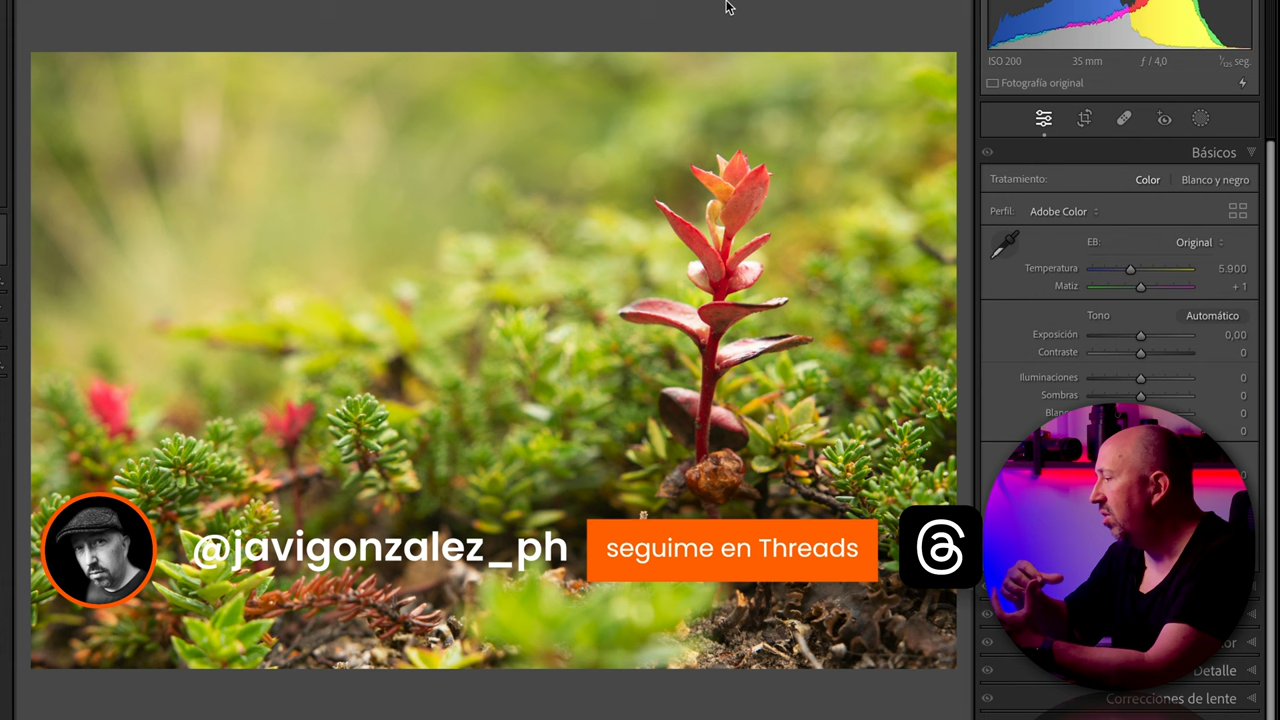 ISO 200 35 mm ƒ / 4,0 1/125 seg.
Fotografía original
Básicos
Tratamiento: Color Blanco y negro
Perfil: Adobe Color
EB: Original
Temperatura 5.900
Matiz + 1
Tono Automático
Exposición 0,00
Contraste 0
Iluminaciones 0
Sombras 0
0
0
@javigonzalez_ph seguime en Threads
Detalle
Correcciones de lente